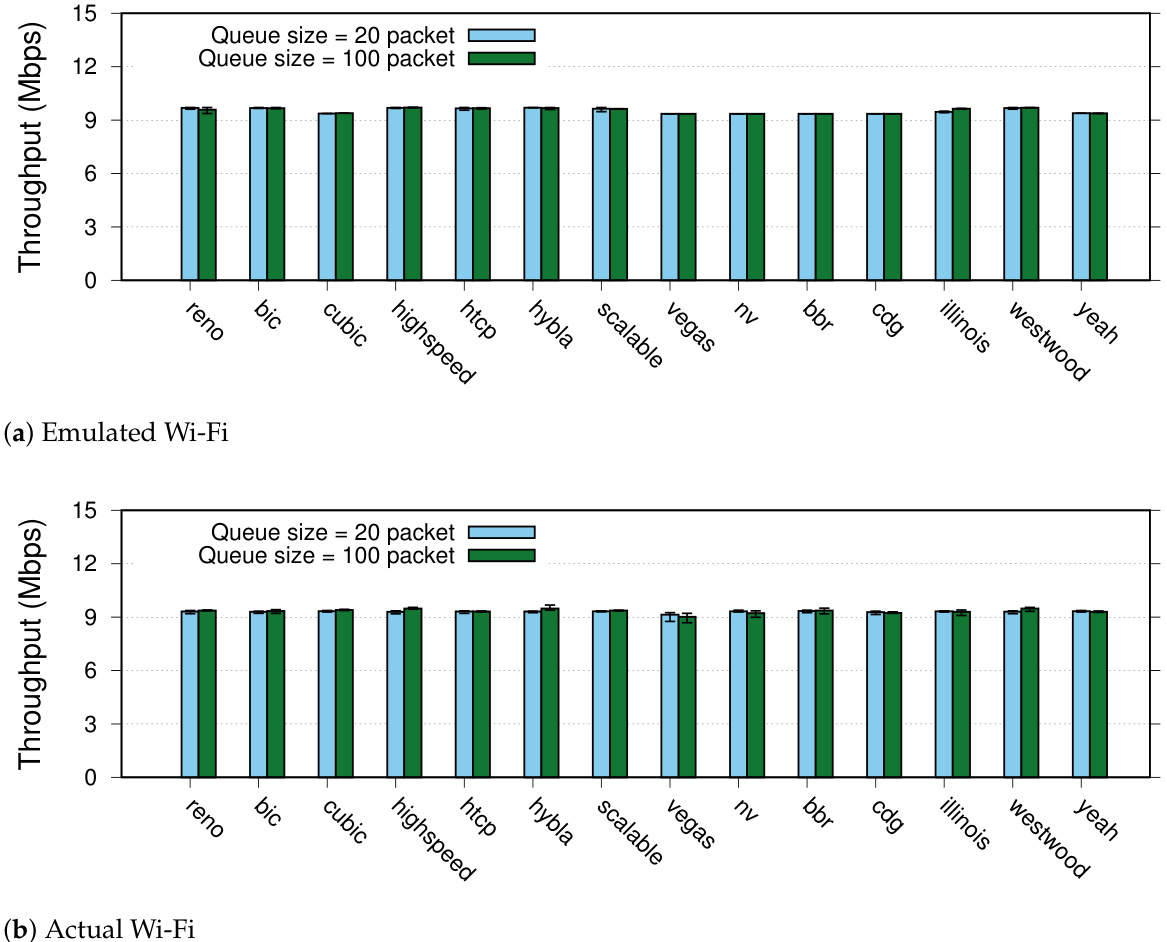 15
12
9
6
3
0
Throughput (Mbps)
Queue size = 20 packet
Queue size = 100 packet
reno
bic
cubic
highspeed
htcp
hybla
scalable
vegas
nv
bbr
cdg
illinois
westwood
yeah
(a) Emulated Wi-Fi
15
12
9
6
3
0
Throughput (Mbps)
Queue size = 20 packet
Queue size = 100 packet
reno
bic
cubic
highspeed
htcp
hybla
scalable
vegas
nv
bbr
cdg
illinois
westwood
yeah
(b) Actual Wi-Fi